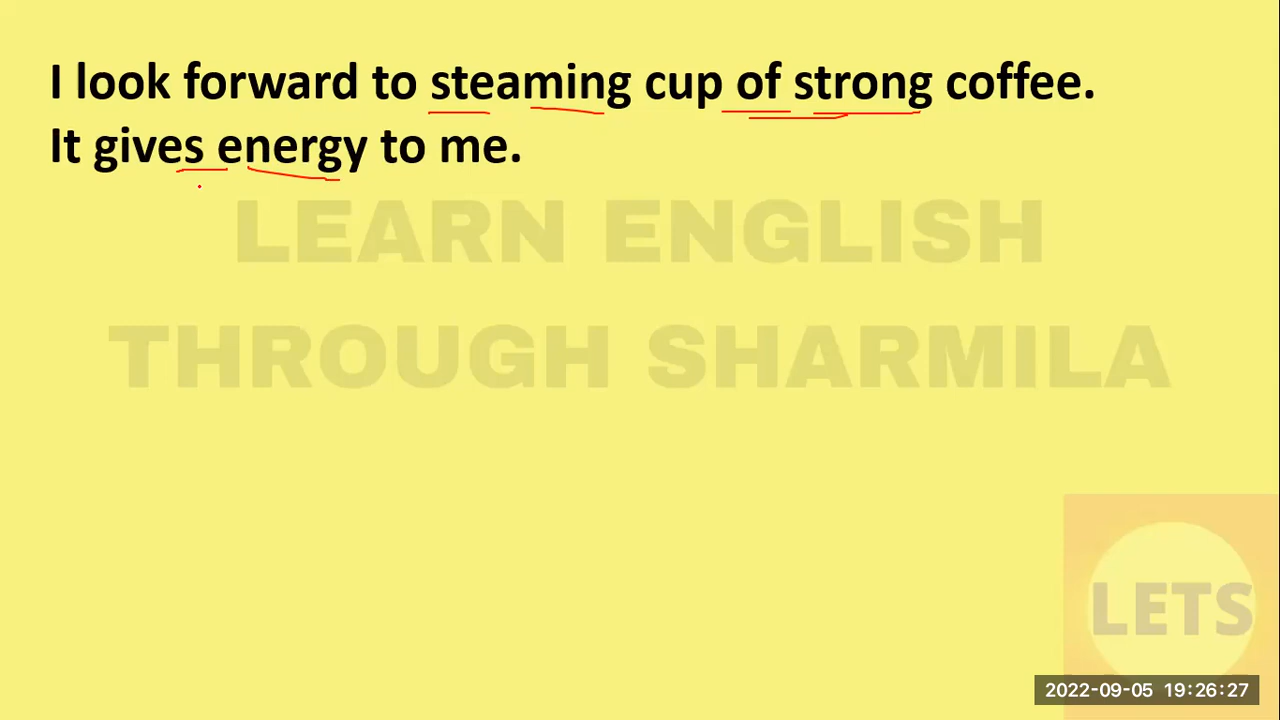 I look forward to steaming cup of strong coffee.
It gives energy to me.
LEARN ENGLISH
THROUGH SHARMILA
LETS
2022-09-05 19:26:27